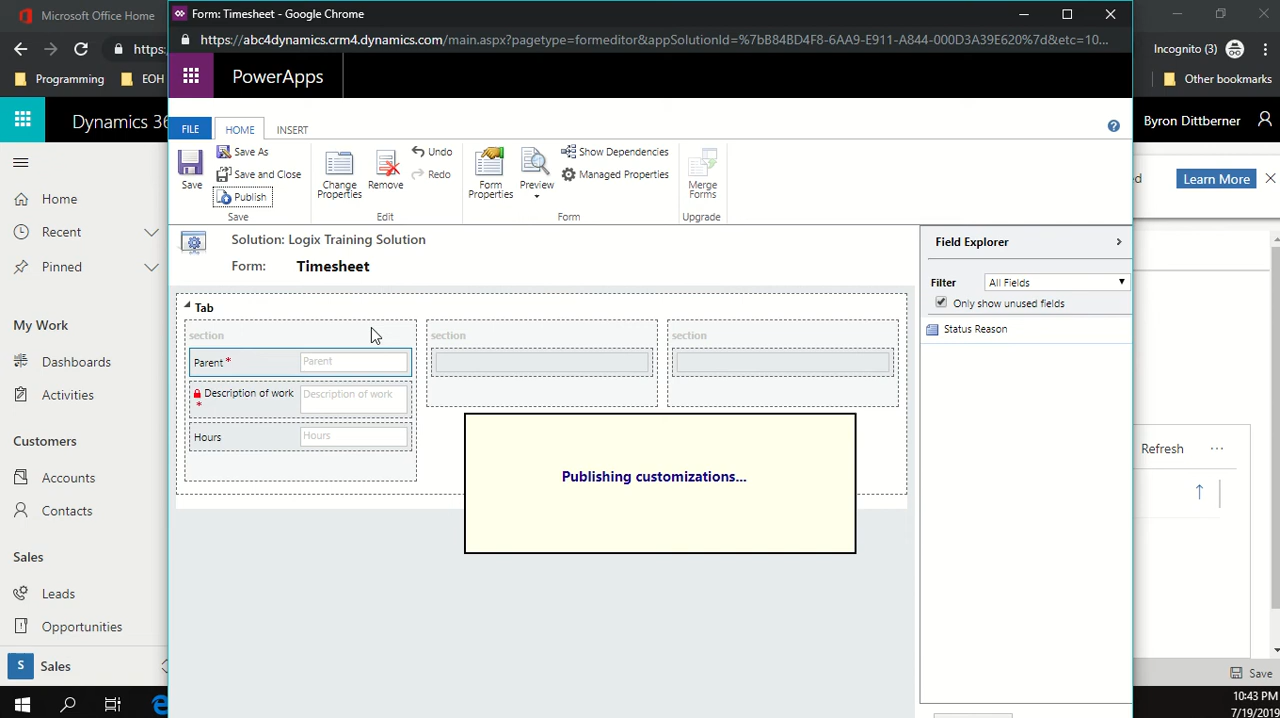 Microsoft Office Home
Form: Timesheet - Google Chrome
https:
https://abc4dynamics.crm4.dynamics.com/main.aspx?pagetype=formeditor&appSolutionId=%7bB84BD4F8-6AA9-E911-A844-000D3A39E620%7d&etc=10...
Incognito (3)
Programming
EOH
PowerApps
Other bookmarks
Dynamics 36
Byron Dittberner
FILE
HOME
INSERT
Save
Save As
Save and Close
Publish
Save
Change Properties
Remove
Undo
Redo
Edit
Form Properties
Preview
Show Dependencies
Managed Properties
Form
Merge Forms
Upgrade
Learn More
Home
Recent
Pinned
My Work
Dashboards
Activities
Customers
Accounts
Contacts
Sales
Leads
Opportunities
S Sales
Solution: Logix Training Solution
Form: Timesheet
Tab
section
section
section
Parent * Parent
Description of work * Description of work
Hours Hours
Publishing customizations...
Field Explorer >
Filter All Fields
Only show unused fields
Status Reason
Refresh ...
Save
10:43 PM
7/19/2019